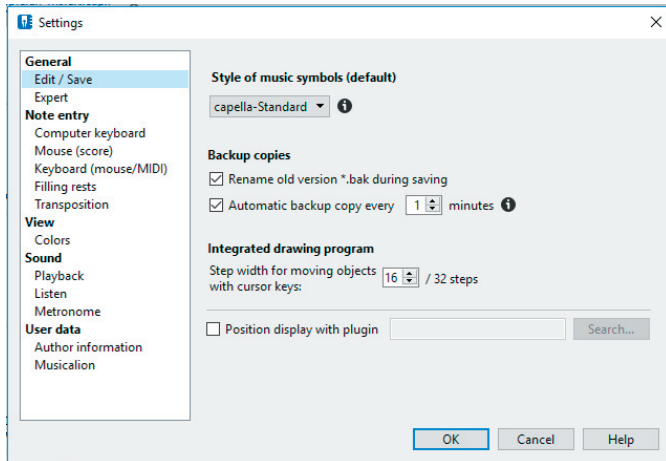 Settings
General
Edit / Save
Expert
Note entry
Computer keyboard
Mouse (score)
Keyboard (mouse/MIDI)
Filling rests
Transposition
View
Colors
Sound
Playback
Listen
Metronome
User data
Author information
Musicalion
Style of music symbols (default)
capella-Standard
Backup copies
Rename old version *.bak during saving
Automatic backup copy every 1 minutes
Integrated drawing program
Step width for moving objects
with cursor keys: 16 / 32 steps
Position display with plugin Search...
OK Cancel Help